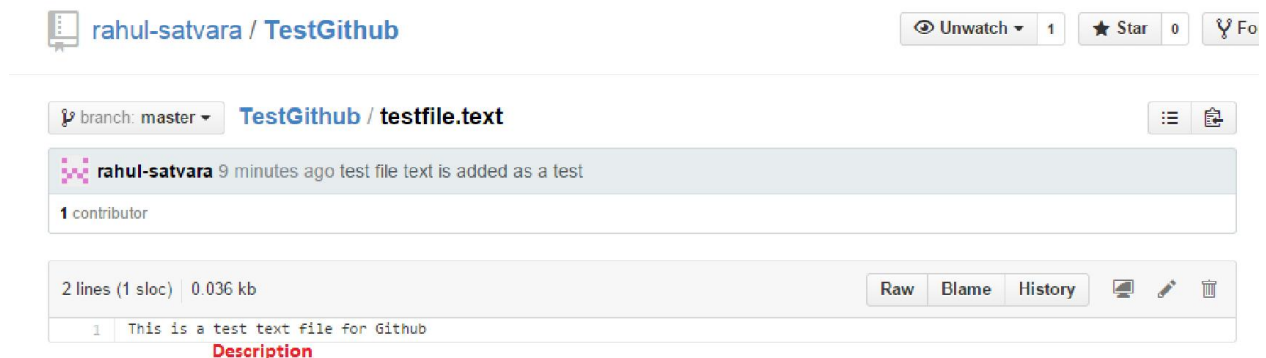 rahul-satvara / TestGithub
Unwatch 1 Star 0 Fo
branch: master TestGithub / testfile.text
rahul-satvara 9 minutes ago test file text is added as a test
1 contributor
2 lines (1 sloc) 0.036 kb Raw Blame History
1 This is a test text file for Github
Description